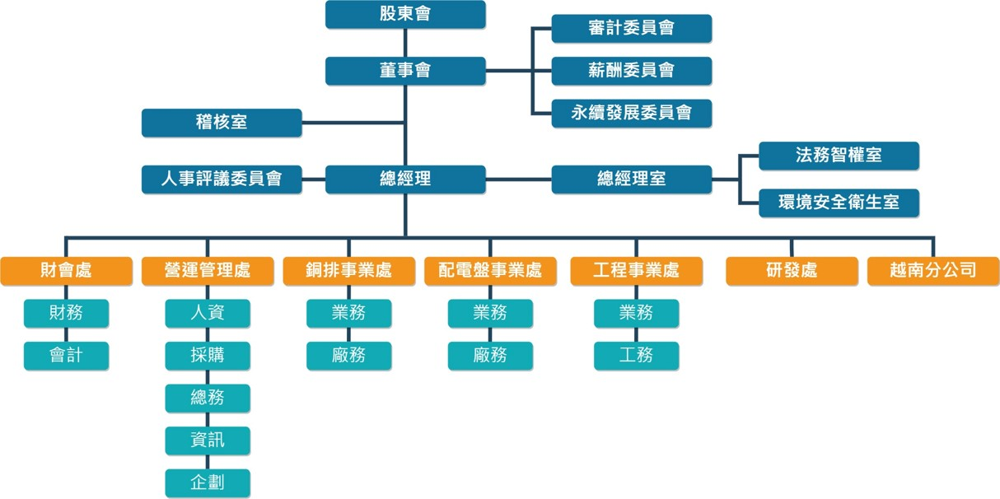 股東會
審計委員會
董事會
薪酬委員會
永續發展委員會
稽核室
法務智權室
人事評議委員會
總經理
總經理室
環境安全衛生室
財會處
營運管理處
銅排事業處
配電盤事業處
工程事業處
研發處
越南分公司
財務
人資
業務
業務
業務
會計
採購
廠務
廠務
工務
總務
資訊
企劃